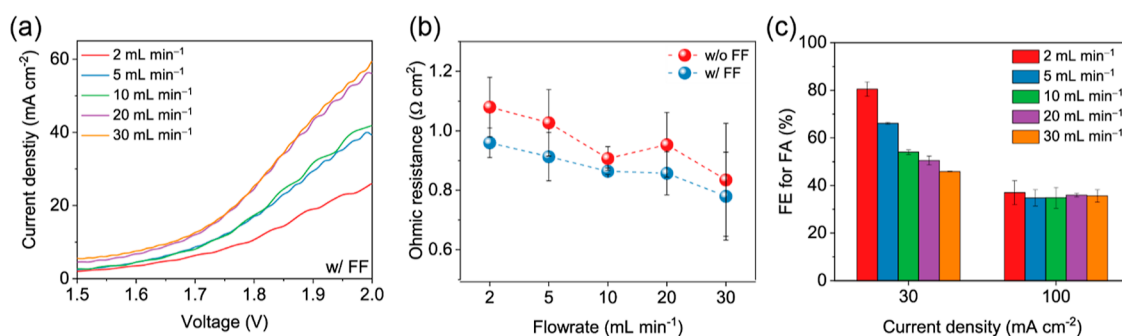 (a)
Current denstiy (mA cm⁻²)
60
40
20
0
2 mL min⁻¹
5 mL min⁻¹
10 mL min⁻¹
20 mL min⁻¹
30 mL min⁻¹
w/ FF
1.5 1.6 1.7 1.8 1.9 2.0
Voltage (V)
(b)
Ohmic resistance (Ω cm²)
1.2
1.0
0.8
0.6
w/o FF
w/ FF
2 5 10 20 30
Flowrate (mL min⁻¹)
(c)
FE for FA (%)
100
80
60
40
20
0
2 mL min⁻¹
5 mL min⁻¹
10 mL min⁻¹
20 mL min⁻¹
30 mL min⁻¹
30 100
Current density (mA cm⁻²)